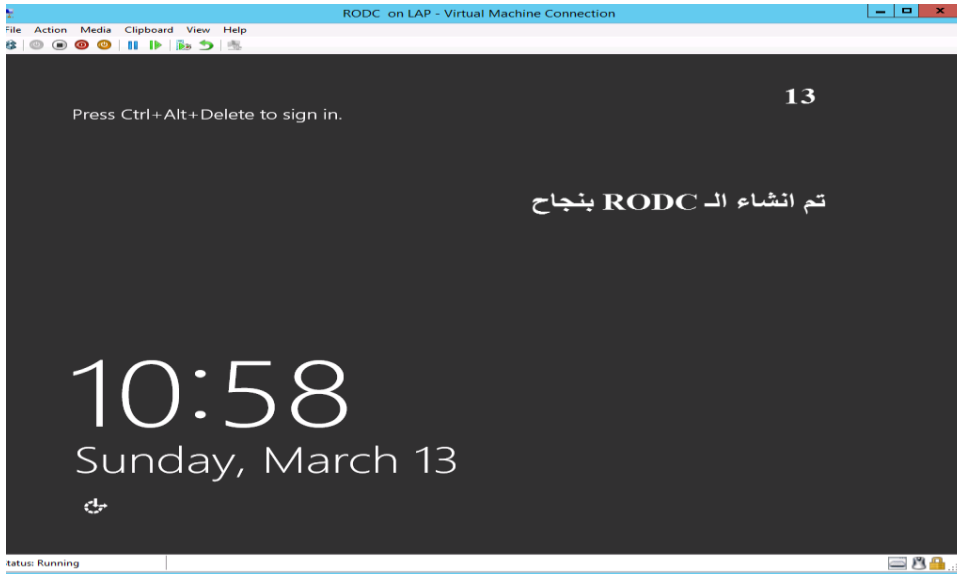 RODC on LAP - Virtual Machine Connection
File Action Media Clipboard View Help
13
Press Ctrl+Alt+Delete to sign in.
تم انشاء الـ RODC بنجاح
10:58
Sunday, March 13
tatus: Running